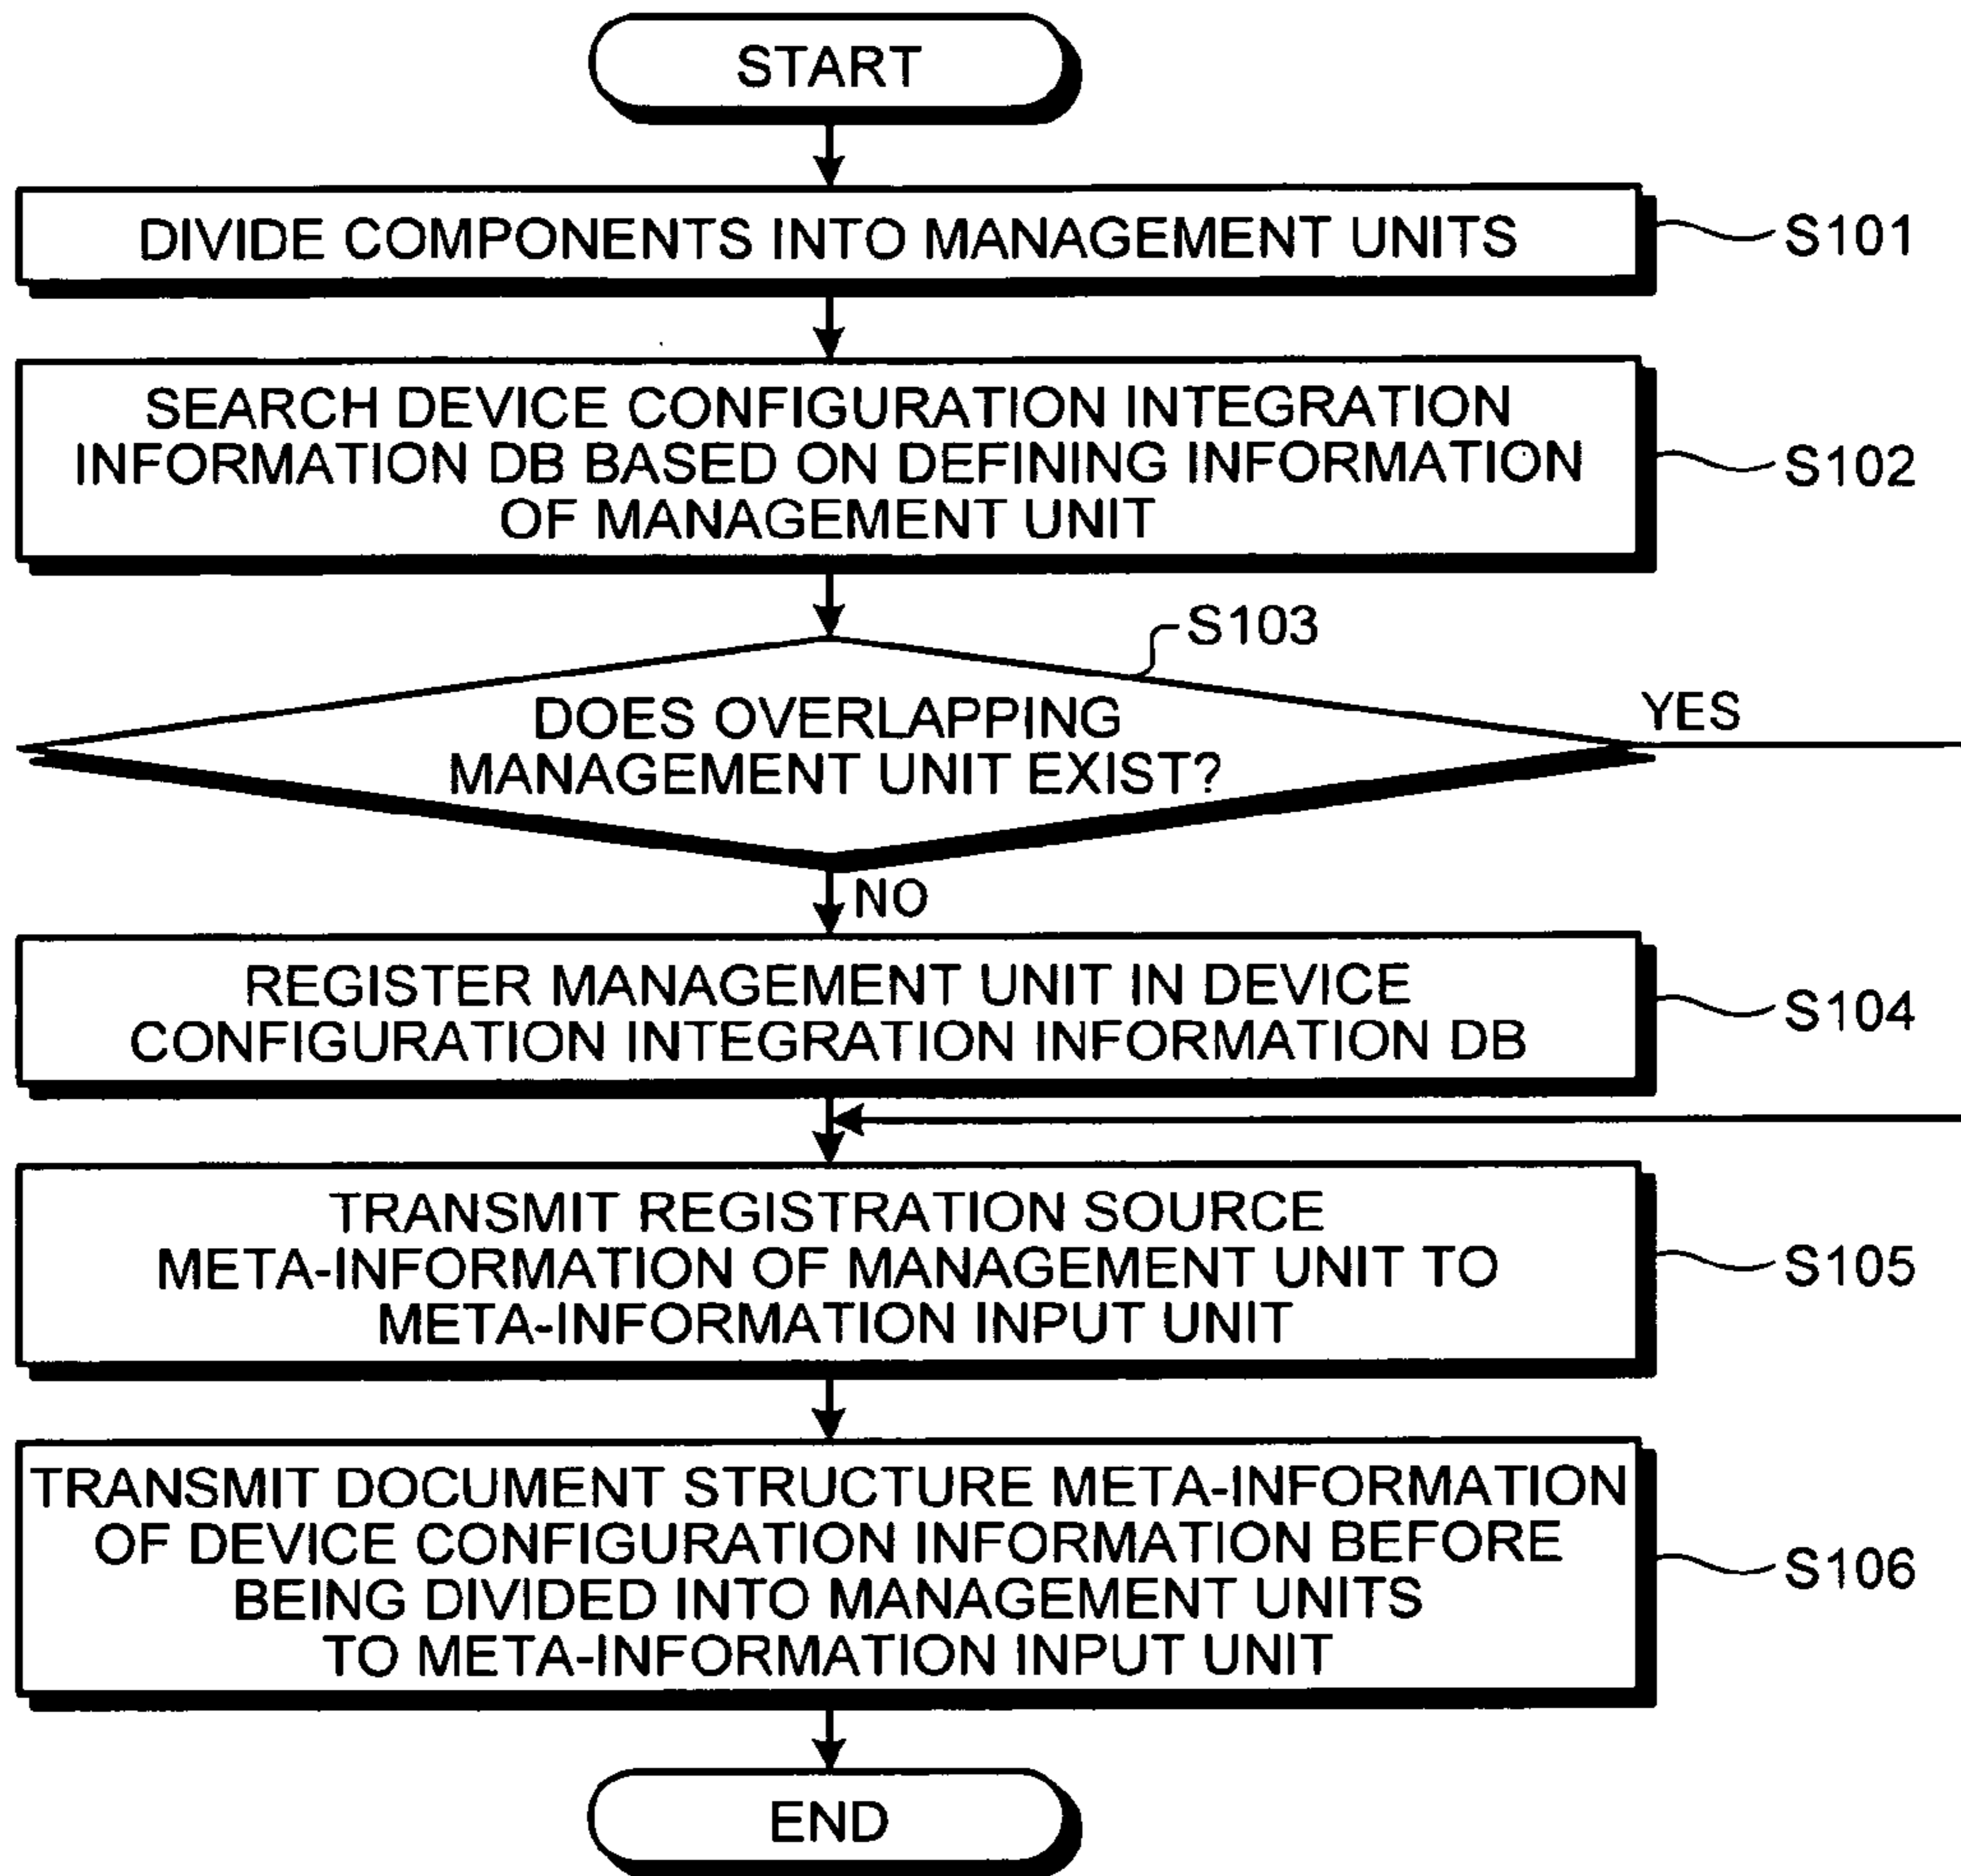 START
DIVIDE COMPONENTS INTO MANAGEMENT UNITS
S101
SEARCH DEVICE CONFIGURATION INTEGRATION
INFORMATION DB BASED ON DEFINING INFORMATION
OF MANAGEMENT UNIT
S102
S103
DOES OVERLAPPING
MANAGEMENT UNIT EXIST?
YES
NO
REGISTER MANAGEMENT UNIT IN DEVICE
CONFIGURATION INTEGRATION INFORMATION DB
S104
TRANSMIT REGISTRATION SOURCE
META-INFORMATION OF MANAGEMENT UNIT TO
META-INFORMATION INPUT UNIT
S105
TRANSMIT DOCUMENT STRUCTURE META-INFORMATION
OF DEVICE CONFIGURATION INFORMATION BEFORE
BEING DIVIDED INTO MANAGEMENT UNITS
TO META-INFORMATION INPUT UNIT
S106
END